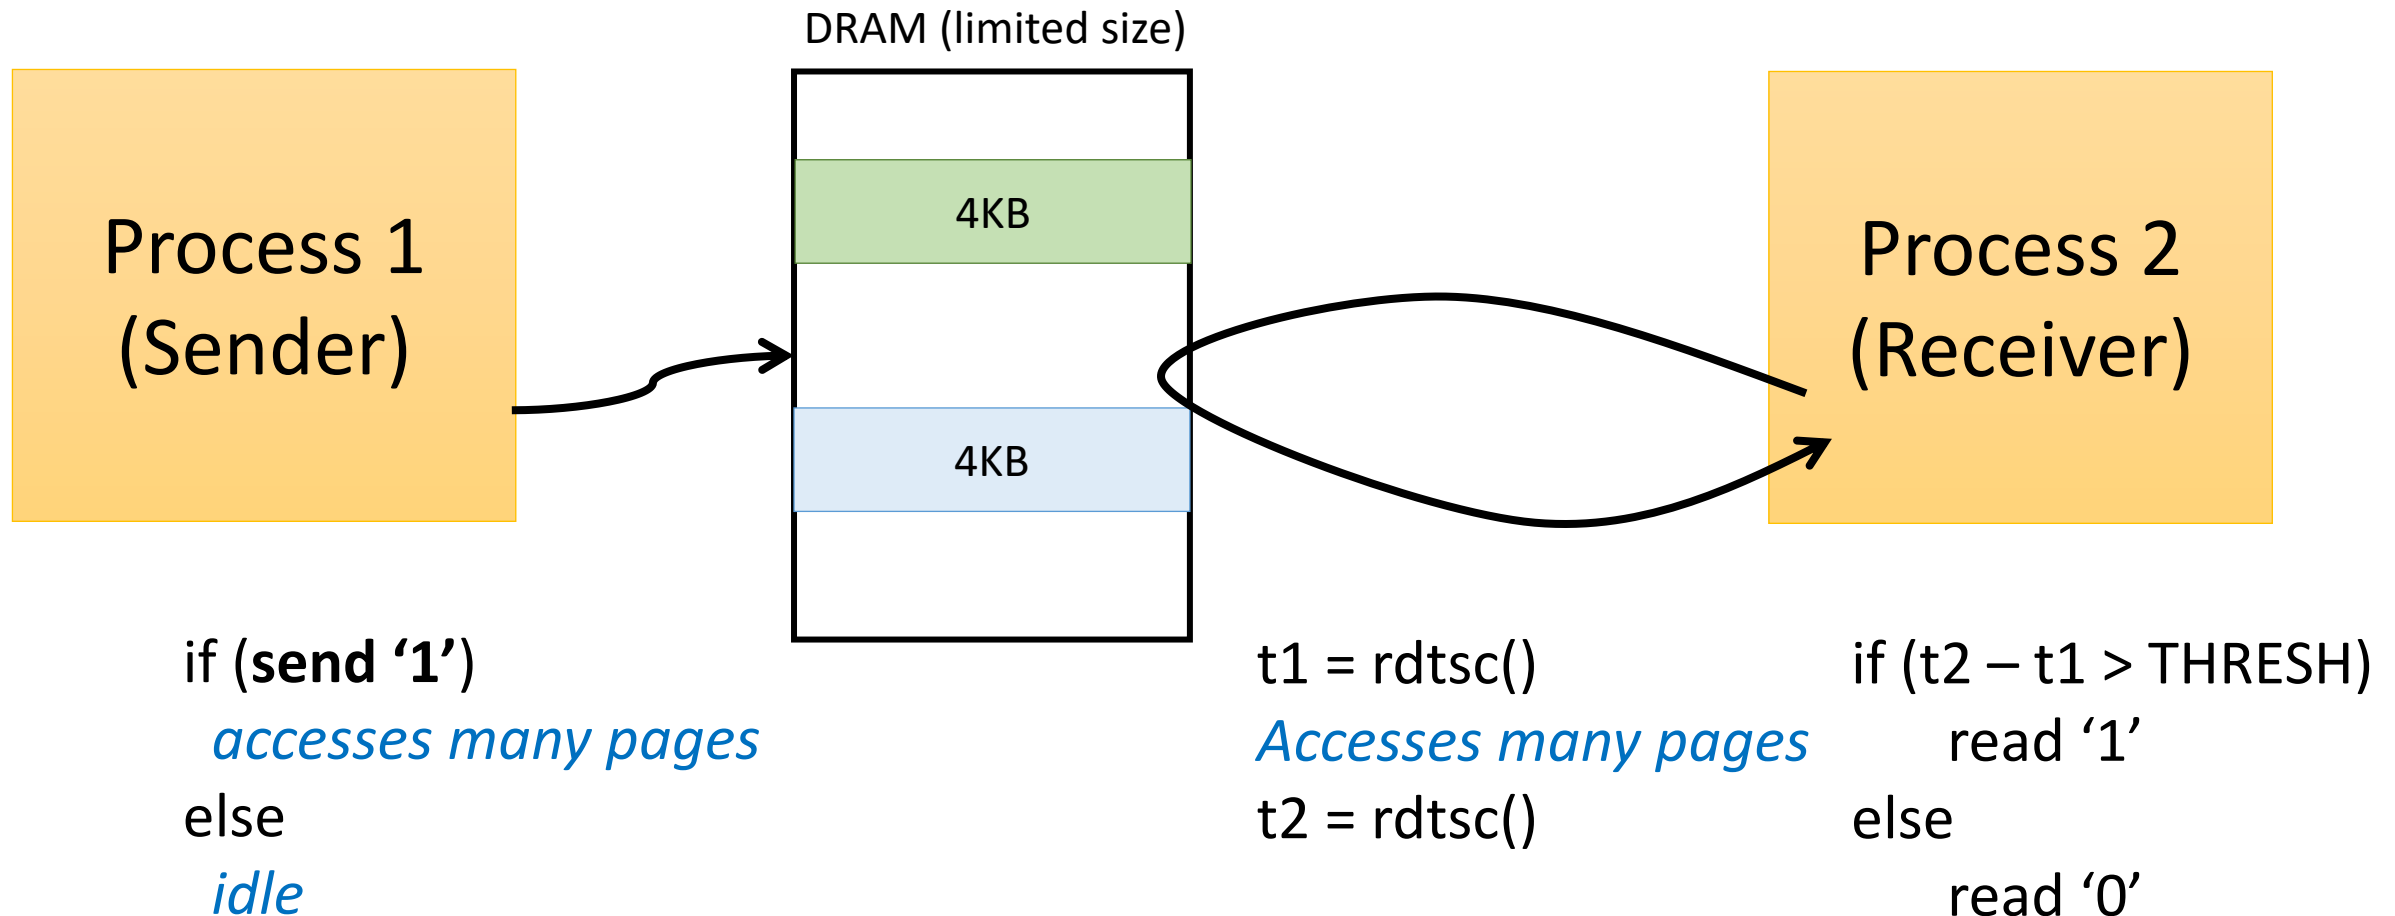 DRAM (limited size)
Process 1
(Sender)
4KB
4KB
Process 2
(Receiver)
if (send ‘1’)
accesses many pages
else
idle
t1 = rdtsc()
Accesses many pages
t2 = rdtsc()
if (t2 – t1 > THRESH)
read ‘1’
else
read ‘0’